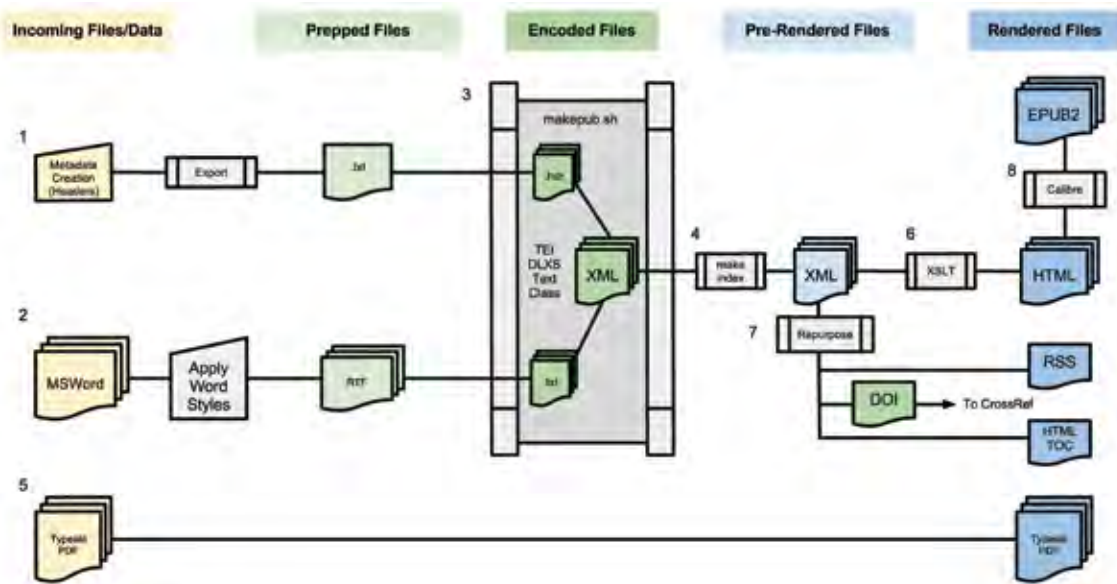 Incoming Files/Data
Prepped Files
Encoded Files
Pre-Rendered Files
Rendered Files
3
makepub sh
EPUB2
1
Metadata
Creation
(Headers)
Export
.txt
.hdr
8
Calibre
TEI
DLXS
Text
Class
XML
4
make
index
XML
6
XSLT
HTML
2
MSWord
Apply
Word
Styles
RTF
.txt
7
Repurpose
RSS
DOI
To CrossRef
HTML
TOC
5
Typeset
PDF
Typeset
PDF